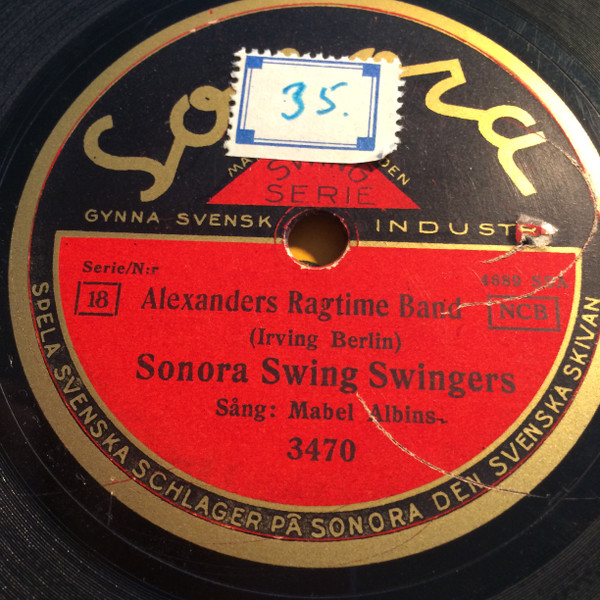 35.
SWING
SERIE
GYNNA SVENSK INDUSTR
Serie/N:r
18
NCB
Alexanders Ragtime Band
(Irving Berlin)
Sonora Swing Swingers
Sång: Mabel Albins
3470
SPELA SVENSKA SCHLAGER PÅ SONORA DEN SVENSKA SKIVAN